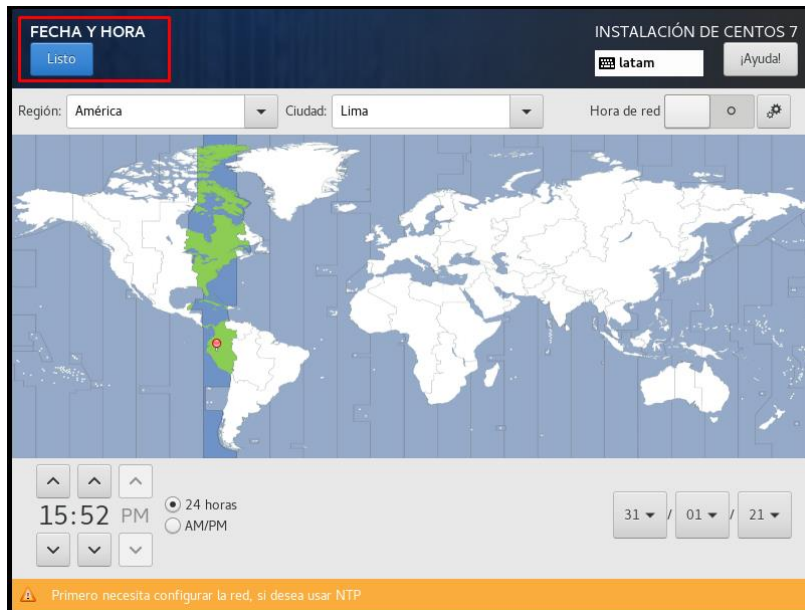 FECHA Y HORA
INSTALACIÓN DE CENTOS 7
Listo
latam
¡Ayuda!
Región: América
Ciudad: Lima
Hora de red
15:52 PM
24 horas
AM/PM
31 / 01 / 21
Primero necesita configurar la red, si desea usar NTP